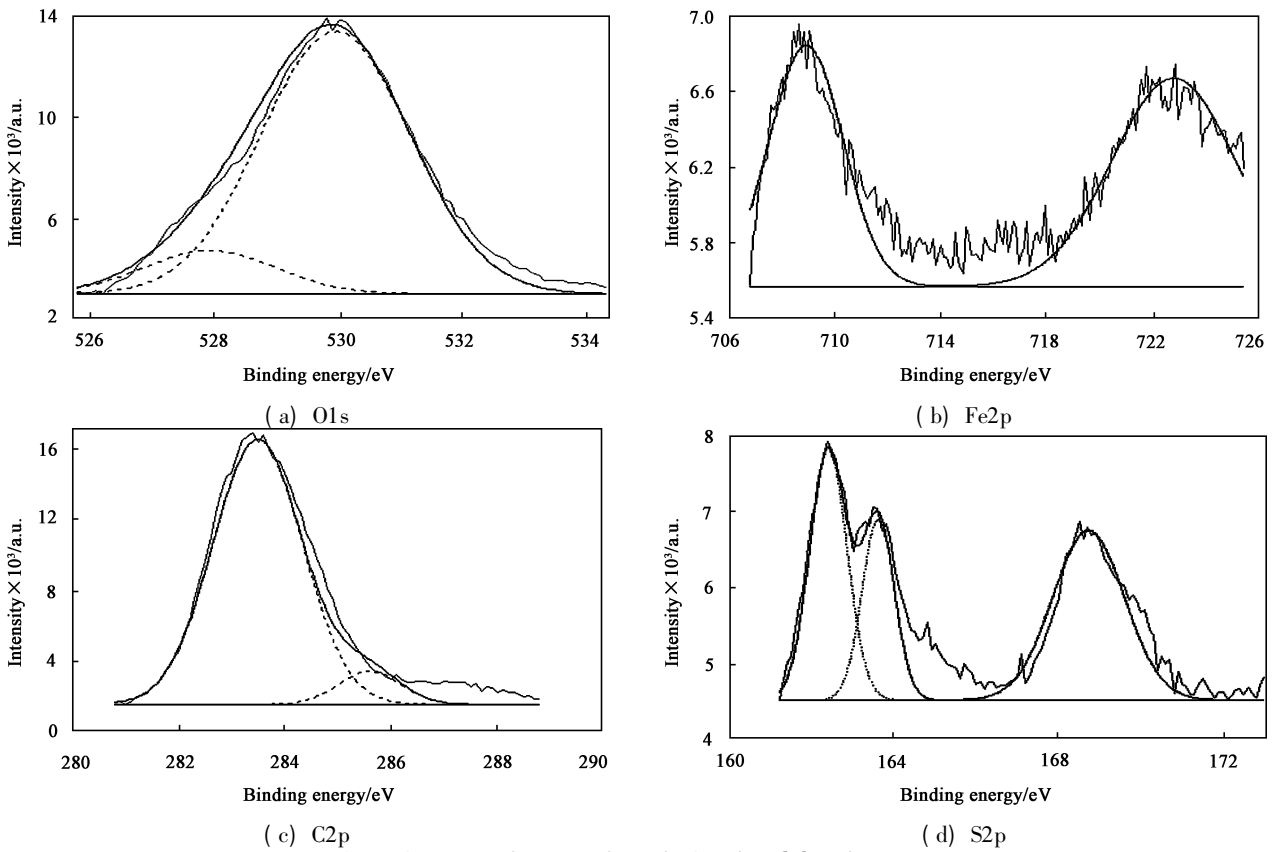 14
10
6
2
Intensity×10³/a.u.
526 528 530 532 534
Binding energy/eV
( a) O1s
7.0
6.6
6.2
5.8
5.4
Intensity×10³/a.u.
706 710 714 718 722 726
Binding energy/eV
( b) Fe2p
16
12
8
4
0
Intensity×10³/a.u.
280 282 284 286 288 290
Binding energy/eV
( c) C2p
8
7
6
5
4
Intensity×10³/a.u.
160 164 168 172
Binding energy/eV
( d) S2p